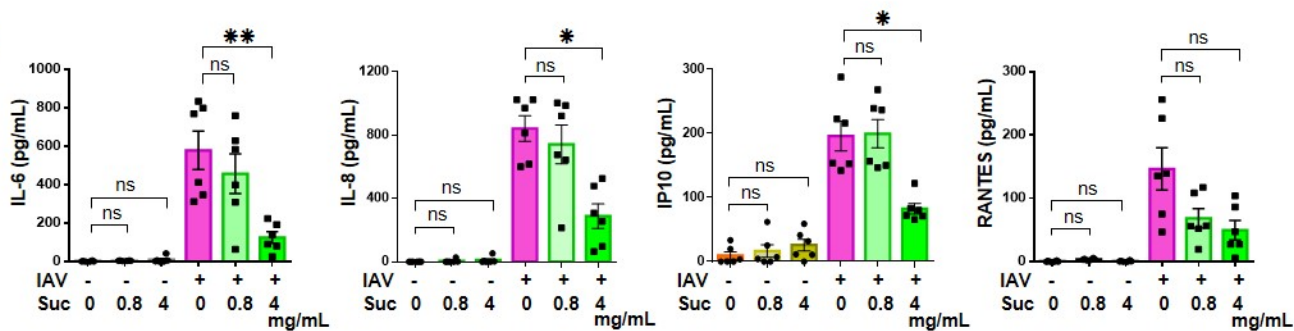 **
ns
ns
ns
1000
800
600
400
200
0
IL-6 (pg/mL)
IAV - - - + + +
Suc 0 0.8 4 0 0.8 4
mg/mL
*
ns
ns
ns
1200
800
400
0
IL-8 (pg/mL)
IAV - - - + + +
Suc 0 0.8 4 0 0.8 4
mg/mL
*
ns
ns
ns
300
200
100
0
IP10 (pg/mL)
IAV - - - + + +
Suc 0 0.8 4 0 0.8 4
mg/mL
ns
ns
ns
ns
300
200
100
0
RANTES (pg/mL)
IAV - - - + + +
Suc 0 0.8 4 0 0.8 4
mg/mL